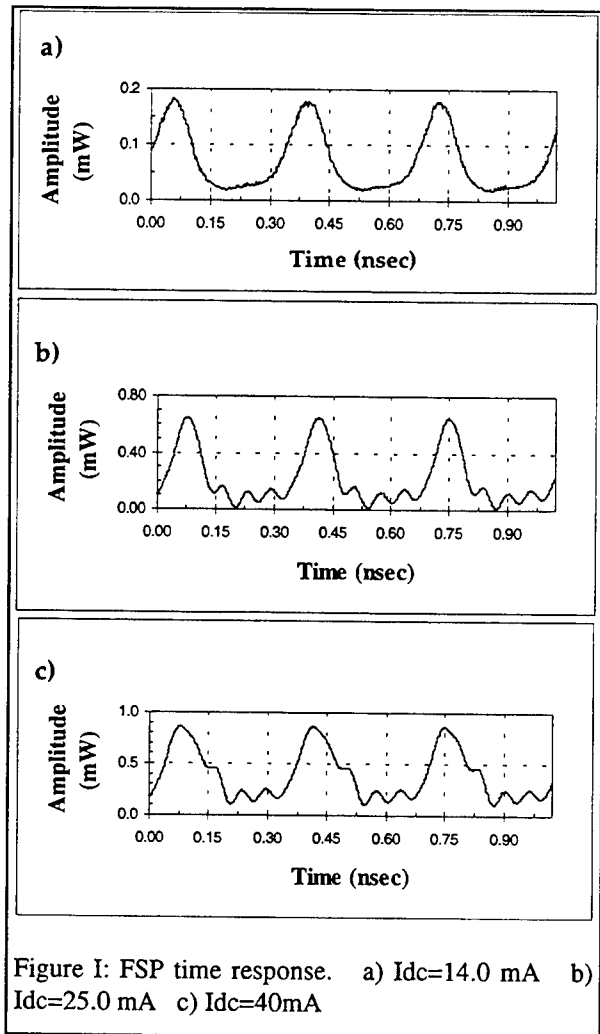 a)
Amplitude
(mW)
0.2
0.1
0.0
0.00 0.15 0.30 0.45 0.60 0.75 0.90
Time (nsec)
b)
Amplitude
(mW)
0.80
0.40
0.00
0.00 0.15 0.30 0.45 0.60 0.75 0.90
Time (nsec)
c)
Amplitude
(mW)
1.0
0.5
0.0
0.00 0.15 0.30 0.45 0.60 0.75 0.90
Time (nsec)
Figure I: FSP time response. a) Idc=14.0 mA b)
Idc=25.0 mA c) Idc=40mA